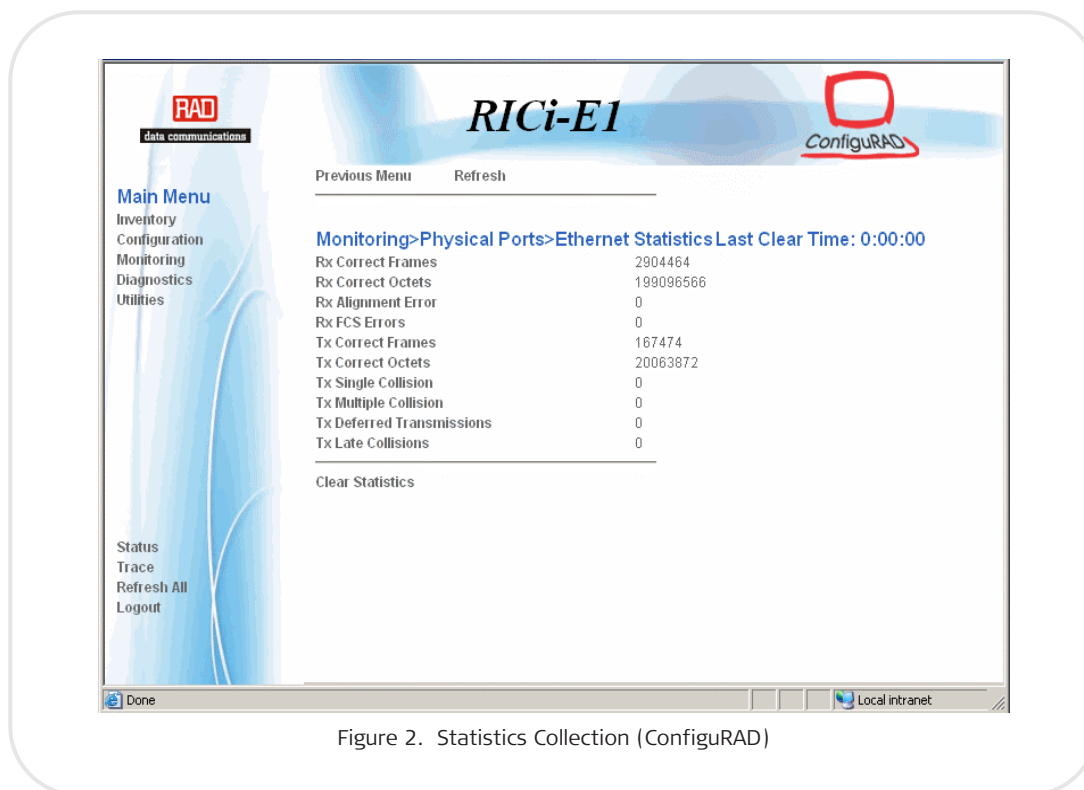 RAD
data communications
RICi-E1
ConfiguRAD
Previous Menu Refresh
Main Menu
Inventory
Configuration
Monitoring
Diagnostics
Utilities
Monitoring>Physical Ports>Ethernet Statistics Last Clear Time: 0:00:00
Rx Correct Frames 2904464
Rx Correct Octets 199096566
Rx Alignment Error 0
Rx FCS Errors 0
Tx Correct Frames 167474
Tx Correct Octets 20063872
Tx Single Collision 0
Tx Multiple Collision 0
Tx Deferred Transmissions 0
Tx Late Collisions 0
Clear Statistics
Status
Trace
Refresh All
Logout
Done Local intranet
Figure 2. Statistics Collection (ConfiguRAD)